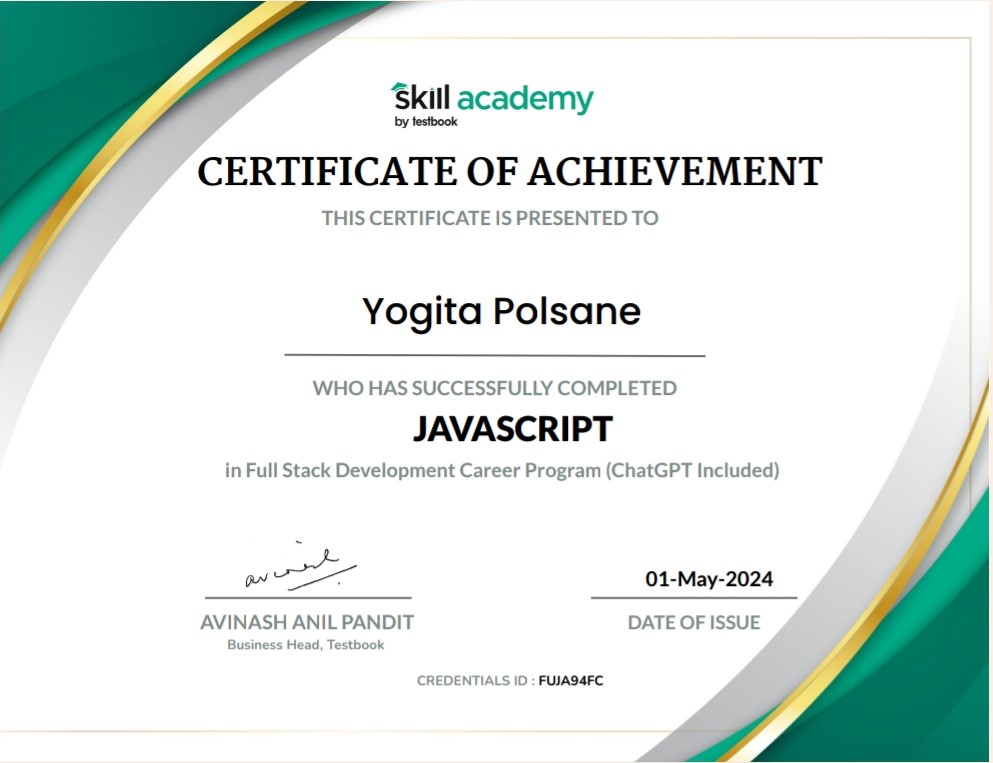 skill academy
by testbook
CERTIFICATE OF ACHIEVEMENT
THIS CERTIFICATE IS PRESENTED TO
Yogita Polsane
WHO HAS SUCCESSFULLY COMPLETED
JAVASCRIPT
in Full Stack Development Career Program (ChatGPT Included)
avinash
01-May-2024
AVINASH ANIL PANDIT
DATE OF ISSUE
Business Head, Testbook
CREDENTIALS ID : FUJA94FC